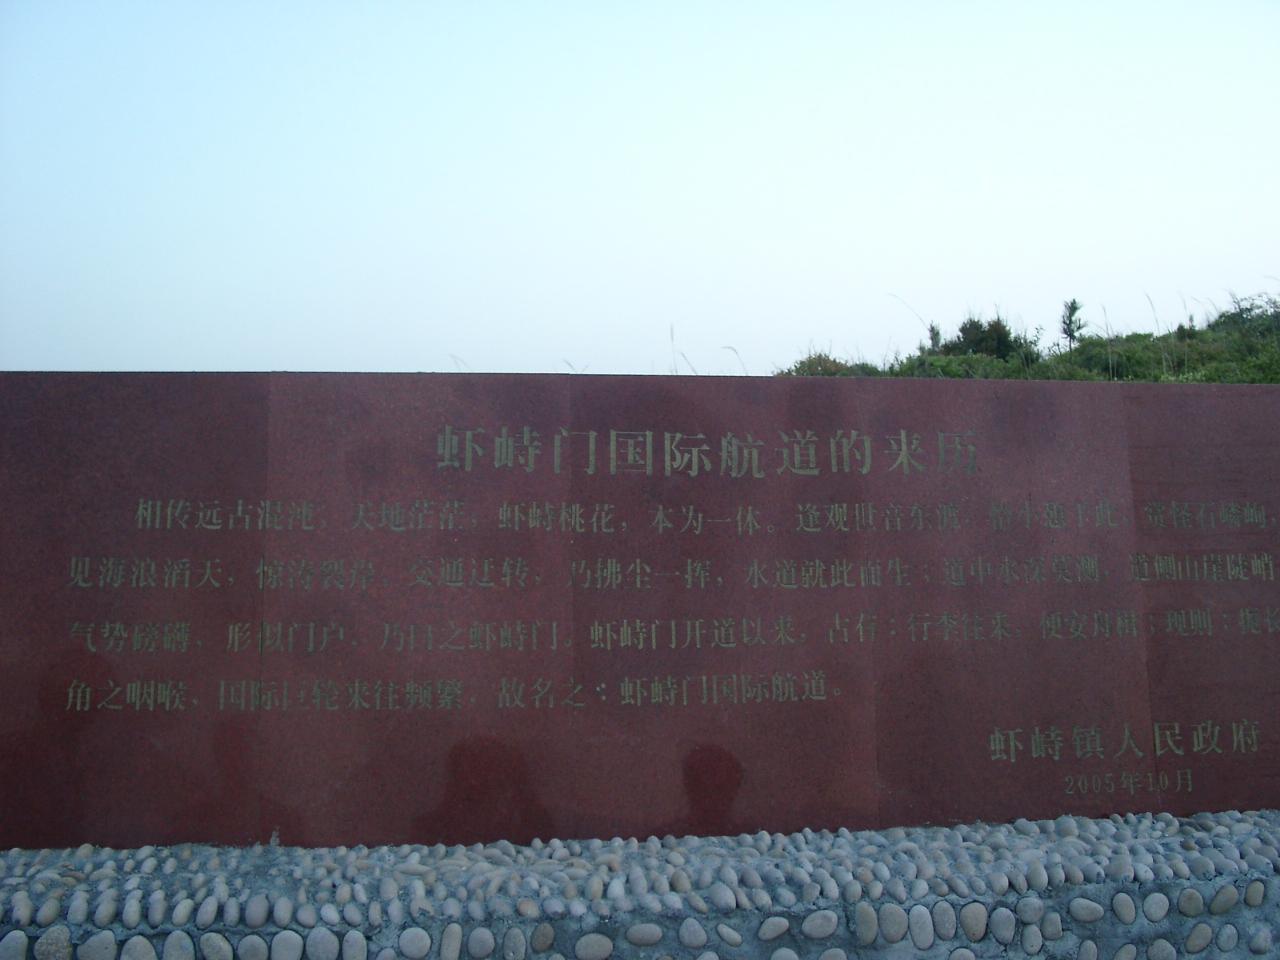 虾峙门国际航道的来历
相传远古混沌，天地茫茫，虾峙桃花，本为一体。逢观世音东渡，憩于此，赏怪石嶙峋，
见海浪滔天，惊涛裂岸，交通迂转，乃拂尘一挥，水道就此而生；道中水深莫测，道侧山崖陡峭
气势磅礴，形似门户，乃曰之虾峙门。虾峙门开道以来，古有：行李往来，便安舟楫；现则：扼长
角之咽喉，国际巨轮来往频繁，故名之：虾峙门国际航道。
虾峙镇人民政府
2005年10月